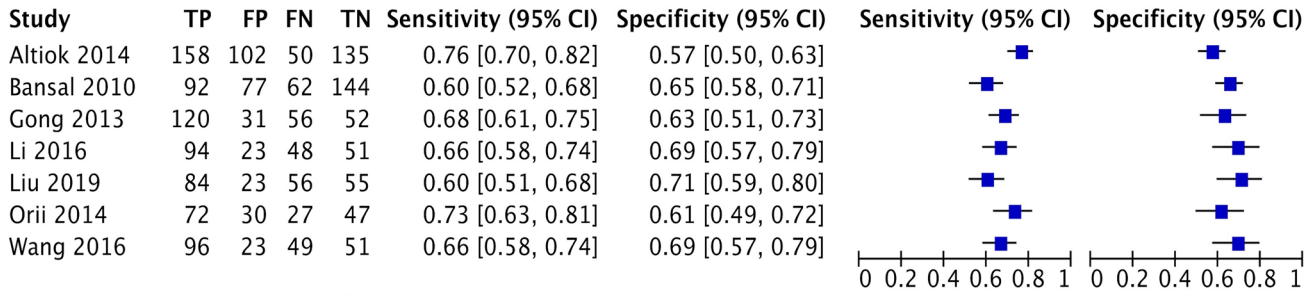 Study TP FP FN TN Sensitivity (95% CI) Specificity (95% CI) Sensitivity (95% CI) Specificity (95% CI)
Altiok 2014 158 102 50 135 0.76 [0.70, 0.82] 0.57 [0.50, 0.63]
Bansal 2010 92 77 62 144 0.60 [0.52, 0.68] 0.65 [0.58, 0.71]
Gong 2013 120 31 56 52 0.68 [0.61, 0.75] 0.63 [0.51, 0.73]
Li 2016 94 23 48 51 0.66 [0.58, 0.74] 0.69 [0.57, 0.79]
Liu 2019 84 23 56 55 0.60 [0.51, 0.68] 0.71 [0.59, 0.80]
Orii 2014 72 30 27 47 0.73 [0.63, 0.81] 0.61 [0.49, 0.72]
Wang 2016 96 23 49 51 0.66 [0.58, 0.74] 0.69 [0.57, 0.79]
0 0.2 0.4 0.6 0.8 1 0 0.2 0.4 0.6 0.8 1